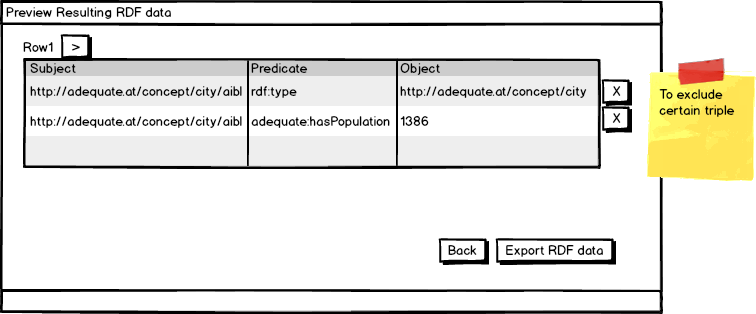 Preview Resulting RDF data
Row1 >
Subject Predicate Object
http://adequate.at/concept/city/aibl rdf:type http://adequate.at/concept/city X
http://adequate.at/concept/city/aibl adequate:hasPopulation 1386 X
To exclude
certain triple
Back Export RDF data